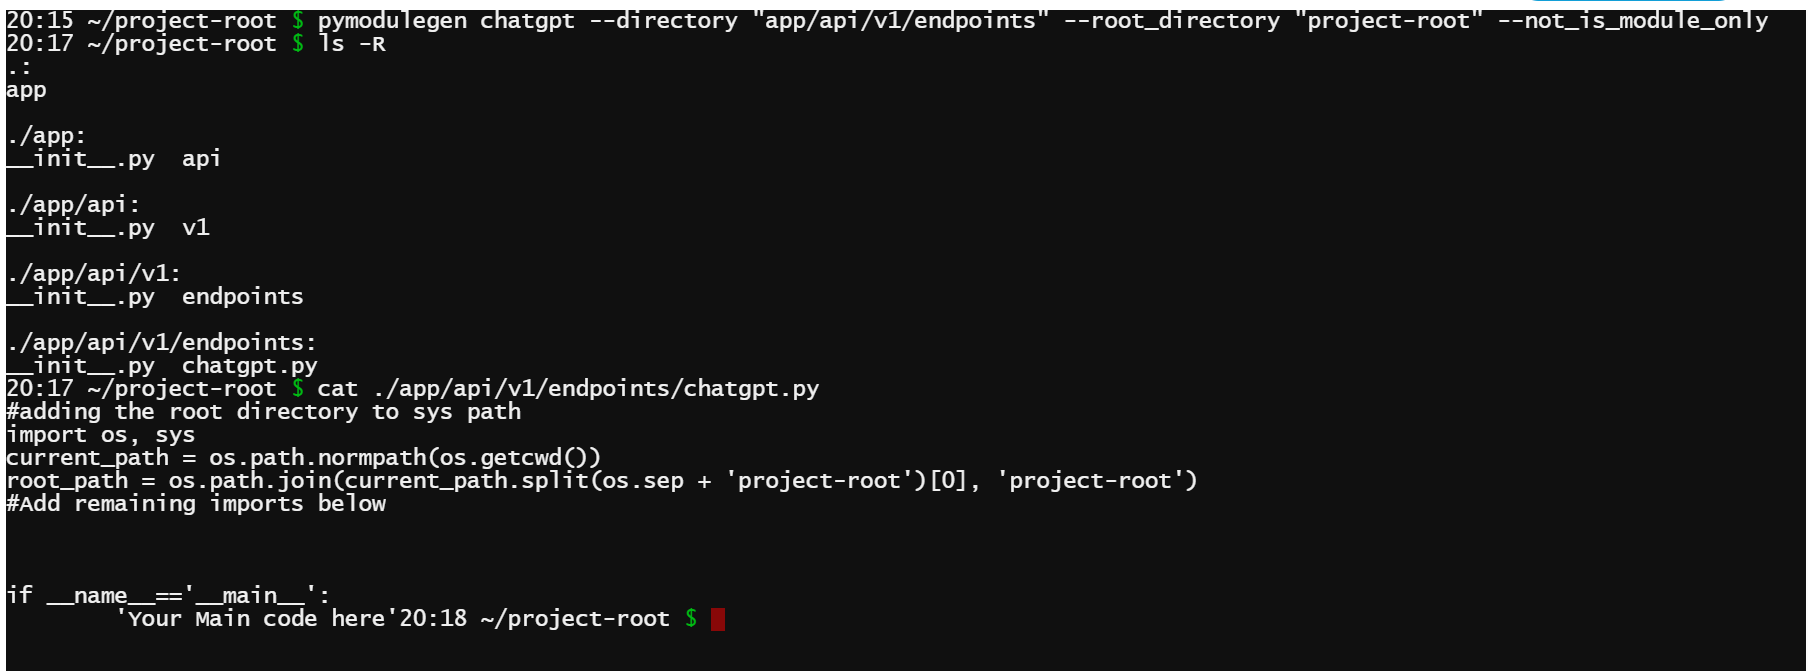 20:15 ~/project-root $ pymodulegen chatgpt --directory "app/api/v1/endpoints" --root_directory "project-root" --not_is_module_only
20:17 ~/project-root $ ls -R
.:
app
./app:
__init__.py  api
./app/api:
__init__.py  v1
./app/api/v1:
__init__.py  endpoints
./app/api/v1/endpoints:
__init__.py  chatgpt.py
20:17 ~/project-root $ cat ./app/api/v1/endpoints/chatgpt.py
#adding the root directory to sys path
import os, sys
current_path = os.path.normpath(os.getcwd())
root_path = os.path.join(current_path.split(os.sep + 'project-root')[0], 'project-root')
#Add remaining imports below
if __name__=='__main__':
        'Your Main code here'20:18 ~/project-root $